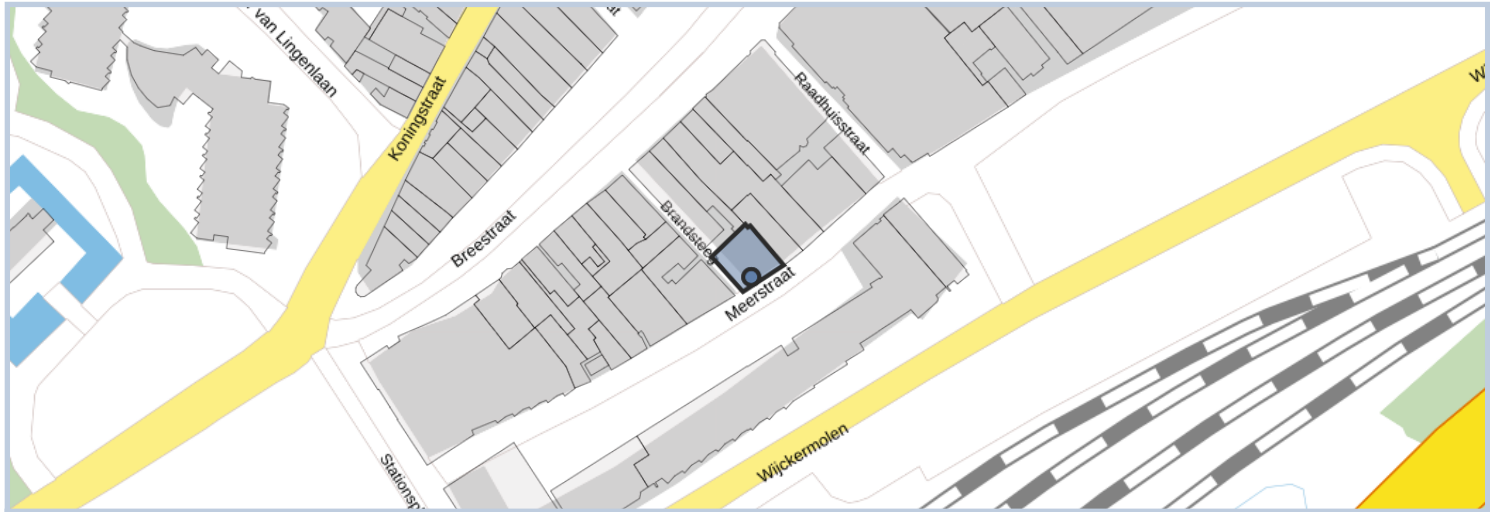 van Lingenlaan
Koningstraat
Raadhuisstraat
Breestraat
Brandsteeg
Meerstraat
Wijckermolen